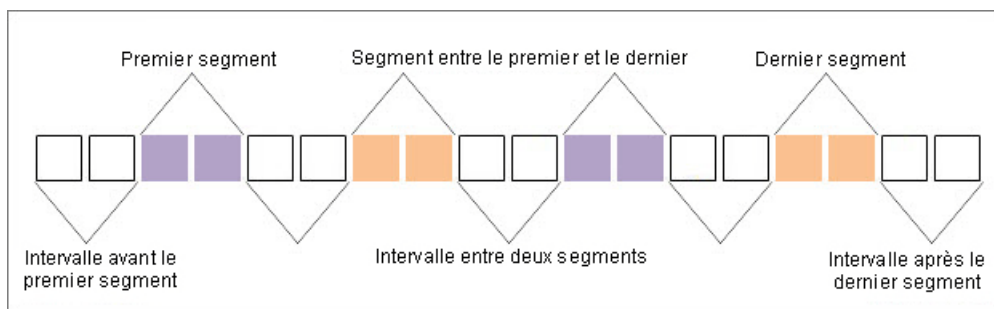 Premier segment
Segment entre le premier et le dernier
Dernier segment
Intervalle avant le
premier segment
Intervalle entre deux segments
Intervalle après le
dernier segment